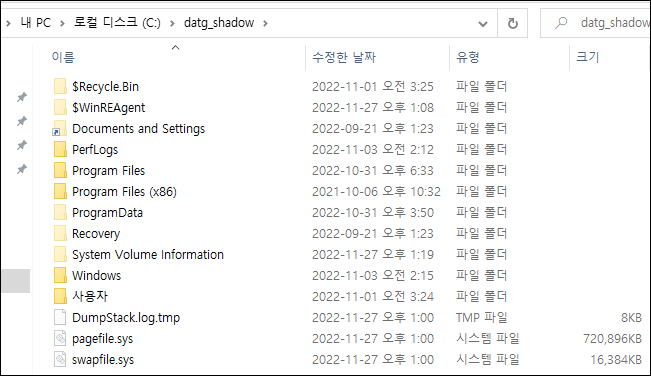 내 PC > 로컬 디스크 (C:) > datg_shadow > datg_shadow
이름 수정한 날짜 유형 크기
$Recycle.Bin 2022-11-01 오전 3:25 파일 폴더
$WinREAgent 2022-11-27 오후 1:08 파일 폴더
Documents and Settings 2022-09-21 오후 1:23 파일 폴더
PerfLogs 2022-11-03 오전 2:12 파일 폴더
Program Files 2022-10-31 오후 6:33 파일 폴더
Program Files (x86) 2021-10-06 오후 10:32 파일 폴더
ProgramData 2022-10-31 오후 3:50 파일 폴더
Recovery 2022-09-21 오후 1:23 파일 폴더
System Volume Information 2022-11-27 오후 1:19 파일 폴더
Windows 2022-11-03 오전 2:15 파일 폴더
사용자 2022-11-01 오전 3:24 파일 폴더
DumpStack.log.tmp 2022-11-27 오후 1:00 TMP 파일 8KB
pagefile.sys 2022-11-27 오후 1:00 시스템 파일 720,896KB
swapfile.sys 2022-11-27 오후 1:00 시스템 파일 16,384KB